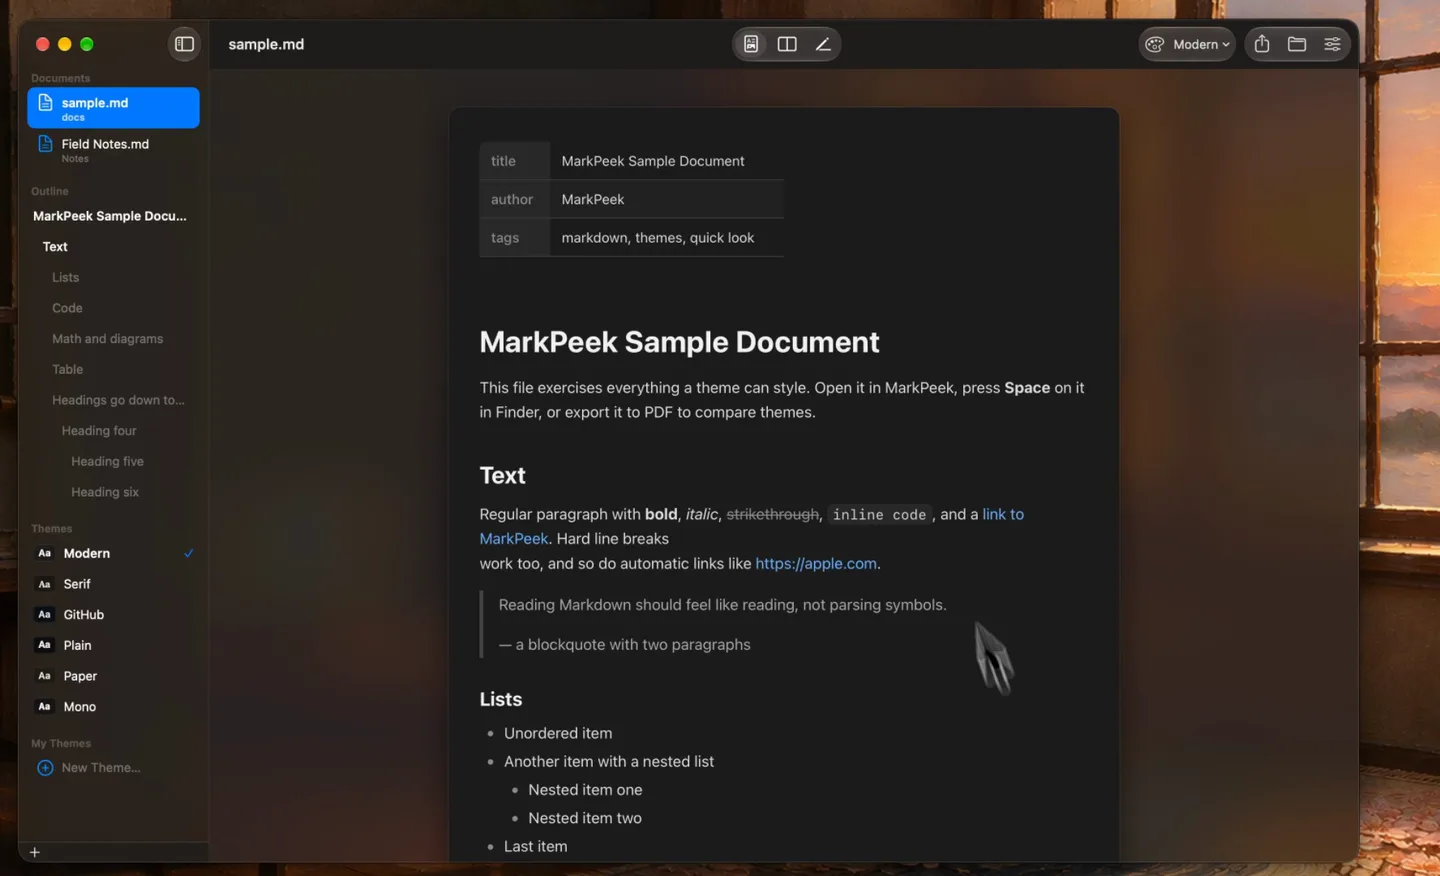 sample.md
Modern
Documents
sample.md
docs
Field Notes.md
Notes
Outline
MarkPeek Sample Docu...
Text
Lists
Code
Math and diagrams
Table
Headings go down to...
Heading four
Heading five
Heading six
Themes
Aa Modern
Aa Serif
Aa GitHub
Aa Plain
Aa Paper
Aa Mono
My Themes
New Theme...
title MarkPeek Sample Document
author MarkPeek
tags markdown, themes, quick look
MarkPeek Sample Document
This file exercises everything a theme can style. Open it in MarkPeek, press Space on it
in Finder, or export it to PDF to compare themes.
Text
Regular paragraph with bold, italic, strikethrough, inline code, and a link to
MarkPeek. Hard line breaks
work too, and so do automatic links like https://apple.com.
Reading Markdown should feel like reading, not parsing symbols.
— a blockquote with two paragraphs
Lists
• Unordered item
• Another item with a nested list
• Nested item one
• Nested item two
• Last item